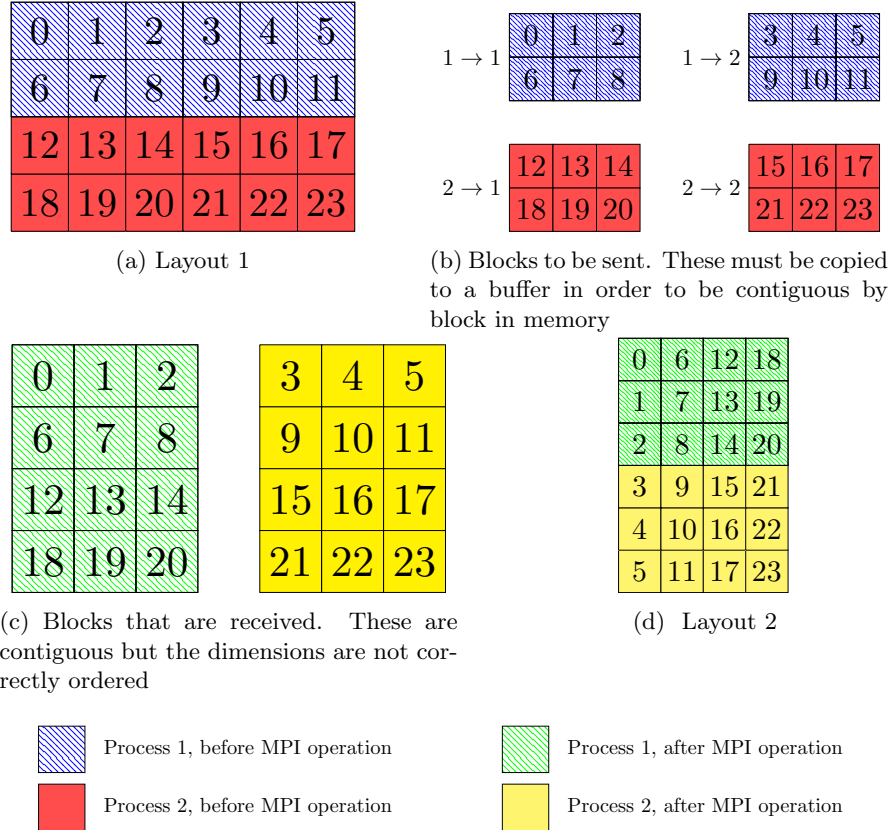 0 1 2 3 4 5
6 7 8 9 10 11
12 13 14 15 16 17
18 19 20 21 22 23
(a) Layout 1
1 → 1
0 1 2
6 7 8
1 → 2
3 4 5
9 10 11
2 → 1
12 13 14
18 19 20
2 → 2
15 16 17
21 22 23
(b) Blocks to be sent. These must be copied
to a buffer in order to be contiguous by
block in memory
0 1 2
6 7 8
12 13 14
18 19 20
3 4 5
9 10 11
15 16 17
21 22 23
(c) Blocks that are received. These are
contiguous but the dimensions are not cor-
rectly ordered
0 6 12 18
1 7 13 19
2 8 14 20
3 9 15 21
4 10 16 22
5 11 17 23
(d) Layout 2
Process 1, before MPI operation
Process 1, after MPI operation
Process 2, before MPI operation
Process 2, after MPI operation